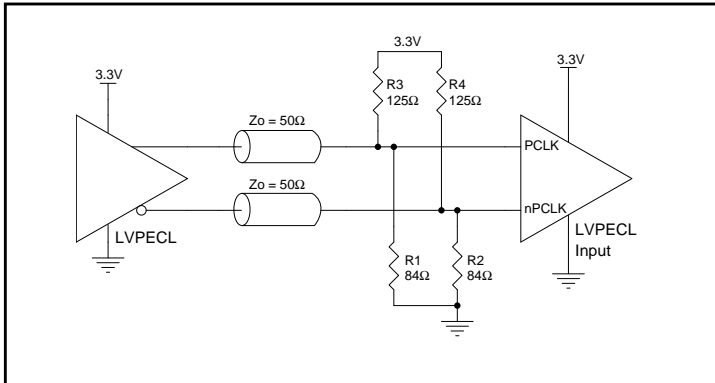 3.3V
3.3V
3.3V
R3
125Ω
R4
125Ω
Zo = 50Ω
PCLK
Zo = 50Ω
nPCLK
LVPECL
LVPECL
Input
R1
84Ω
R2
84Ω